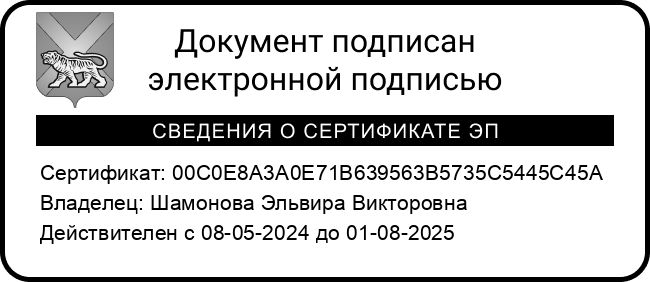 Документ подписан
электронной подписью
СВЕДЕНИЯ О СЕРТИФИКАТЕ ЭП
Сертификат: 00C0E8A3A0E71B639563B5735C5445C45A
Владелец: Шамонова Эльвира Викторовна
Действителен с 08-05-2024 до 01-08-2025